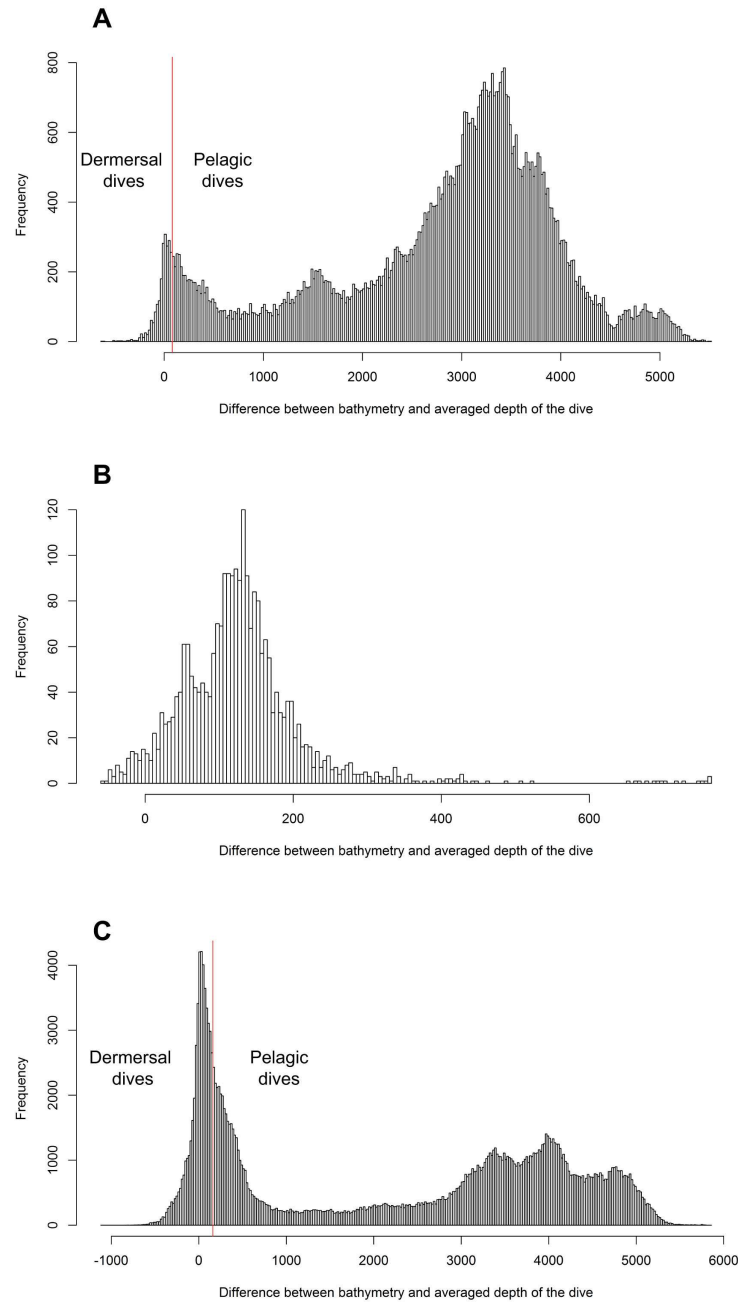 A
800
600
400
200
0
Frequency
Dermersal
dives
Pelagic
dives
0 1000 2000 3000 4000 5000
Difference between bathymetry and averaged depth of the dive
B
120
100
80
60
40
20
0
Frequency
0 200 400 600
Difference between bathymetry and averaged depth of the dive
C
4000
3000
2000
1000
0
Frequency
Dermersal
dives
Pelagic
dives
-1000 0 1000 2000 3000 4000 5000 6000
Difference between bathymetry and averaged depth of the dive